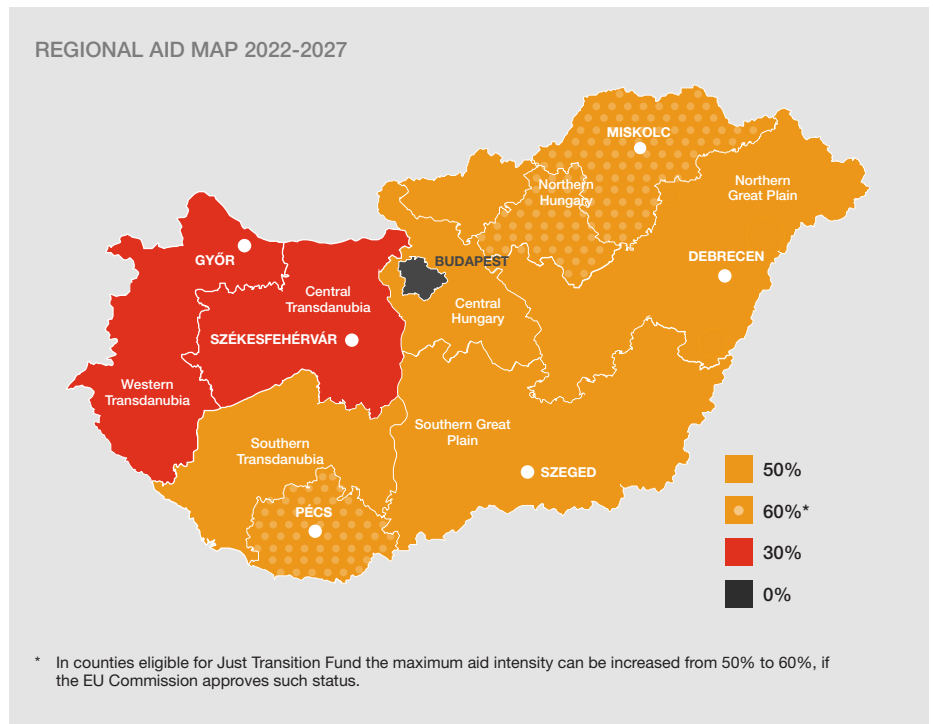 REGIONAL AID MAP 2022-2027
MISKOLC
Northern
Hungary
Northern
Great Plain
DEBRECEN
BUDAPEST
GYŐR
Central
Transdanubia
Central
Hungary
SZÉKESFEHÉRVÁR
Western
Transdanubia
Southern Great
Plain
Southern
Transdanubia
SZEGED
PÉCS
50%
60%*
30%
0%
* In counties eligible for Just Transition Fund the maximum aid intensity can be increased from 50% to 60%, if
the EU Commission approves such status.